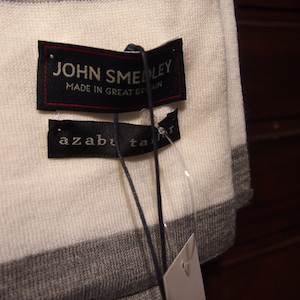 JOHN SMEDLEY
MADE IN GREAT BRITAIN
azabu tailor